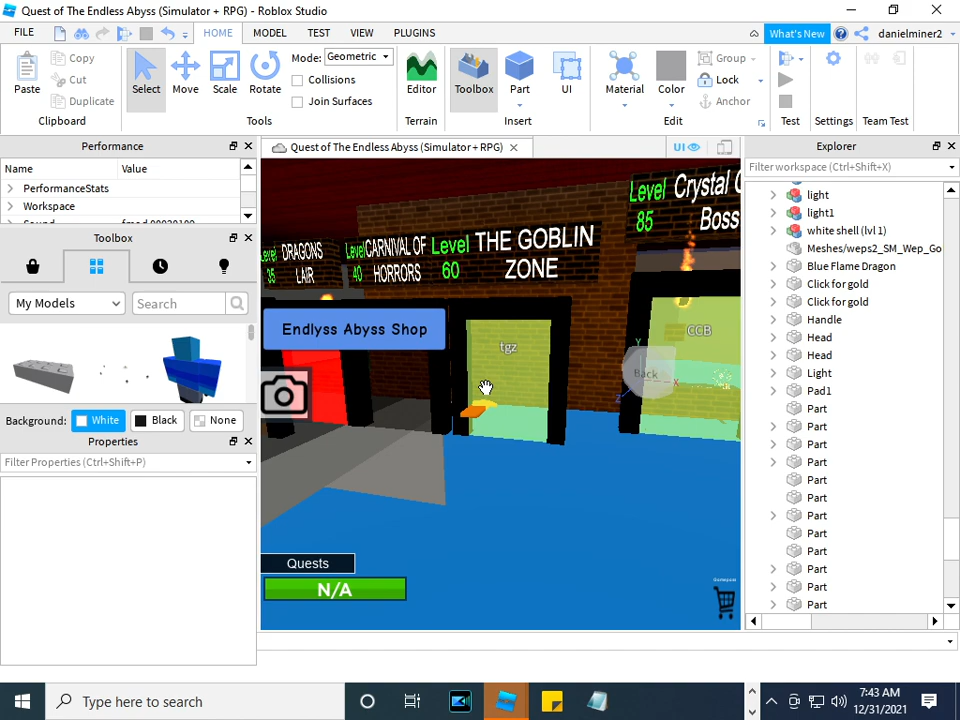 Quest of The Endless Abyss (Simulator + RPG) - Roblox Studio
FILE HOME MODEL TEST VIEW PLUGINS What's New danielminer2
Paste Copy Cut Duplicate Clipboard
Select Move Scale Rotate Mode: Geometric Collisions Join Surfaces Tools
Editor Terrain
Toolbox Part UI Insert
Material Color Group Lock Anchor Edit
Test Settings Team Test
Performance
Name Value
PerformanceStats
Workspace
Toolbox
My Models Search
Background: White Black None
Properties
Filter Properties (Ctrl+Shift+P)
Quest of The Endless Abyss (Simulator + RPG) UI
Level 35 DRAGONS LAIR
Level 40 CARNIVAL OF HORRORS
Level 60 THE GOBLIN ZONE
Level 85 Crystal Boss
Endlyss Abyss Shop
tgz
CCB
Back
Y
X
Z
Quests
N/A
Explorer
Filter workspace (Ctrl+Shift+X)
light
light1
white shell (lvl 1)
Meshes/weps2_SM_Wep_Go
Blue Flame Dragon
Click for gold
Click for gold
Handle
Head
Head
Light
Pad1
Part
Part
Part
Part
Part
Part
Part
Part
Part
Part
Part
Part
Type here to search
7:43 AM
12/31/2021